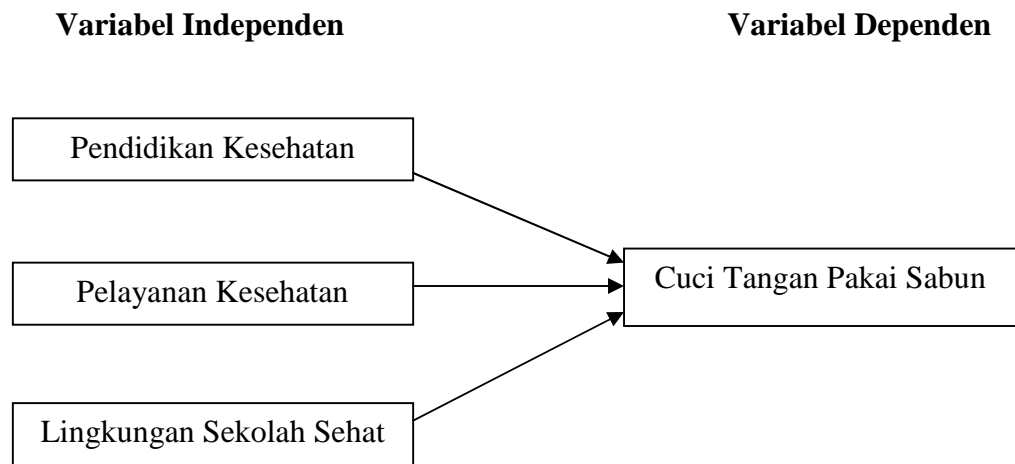 Variabel Independen
Variabel Dependen
Pendidikan Kesehatan
Pelayanan Kesehatan
Cuci Tangan Pakai Sabun
Lingkungan Sekolah Sehat